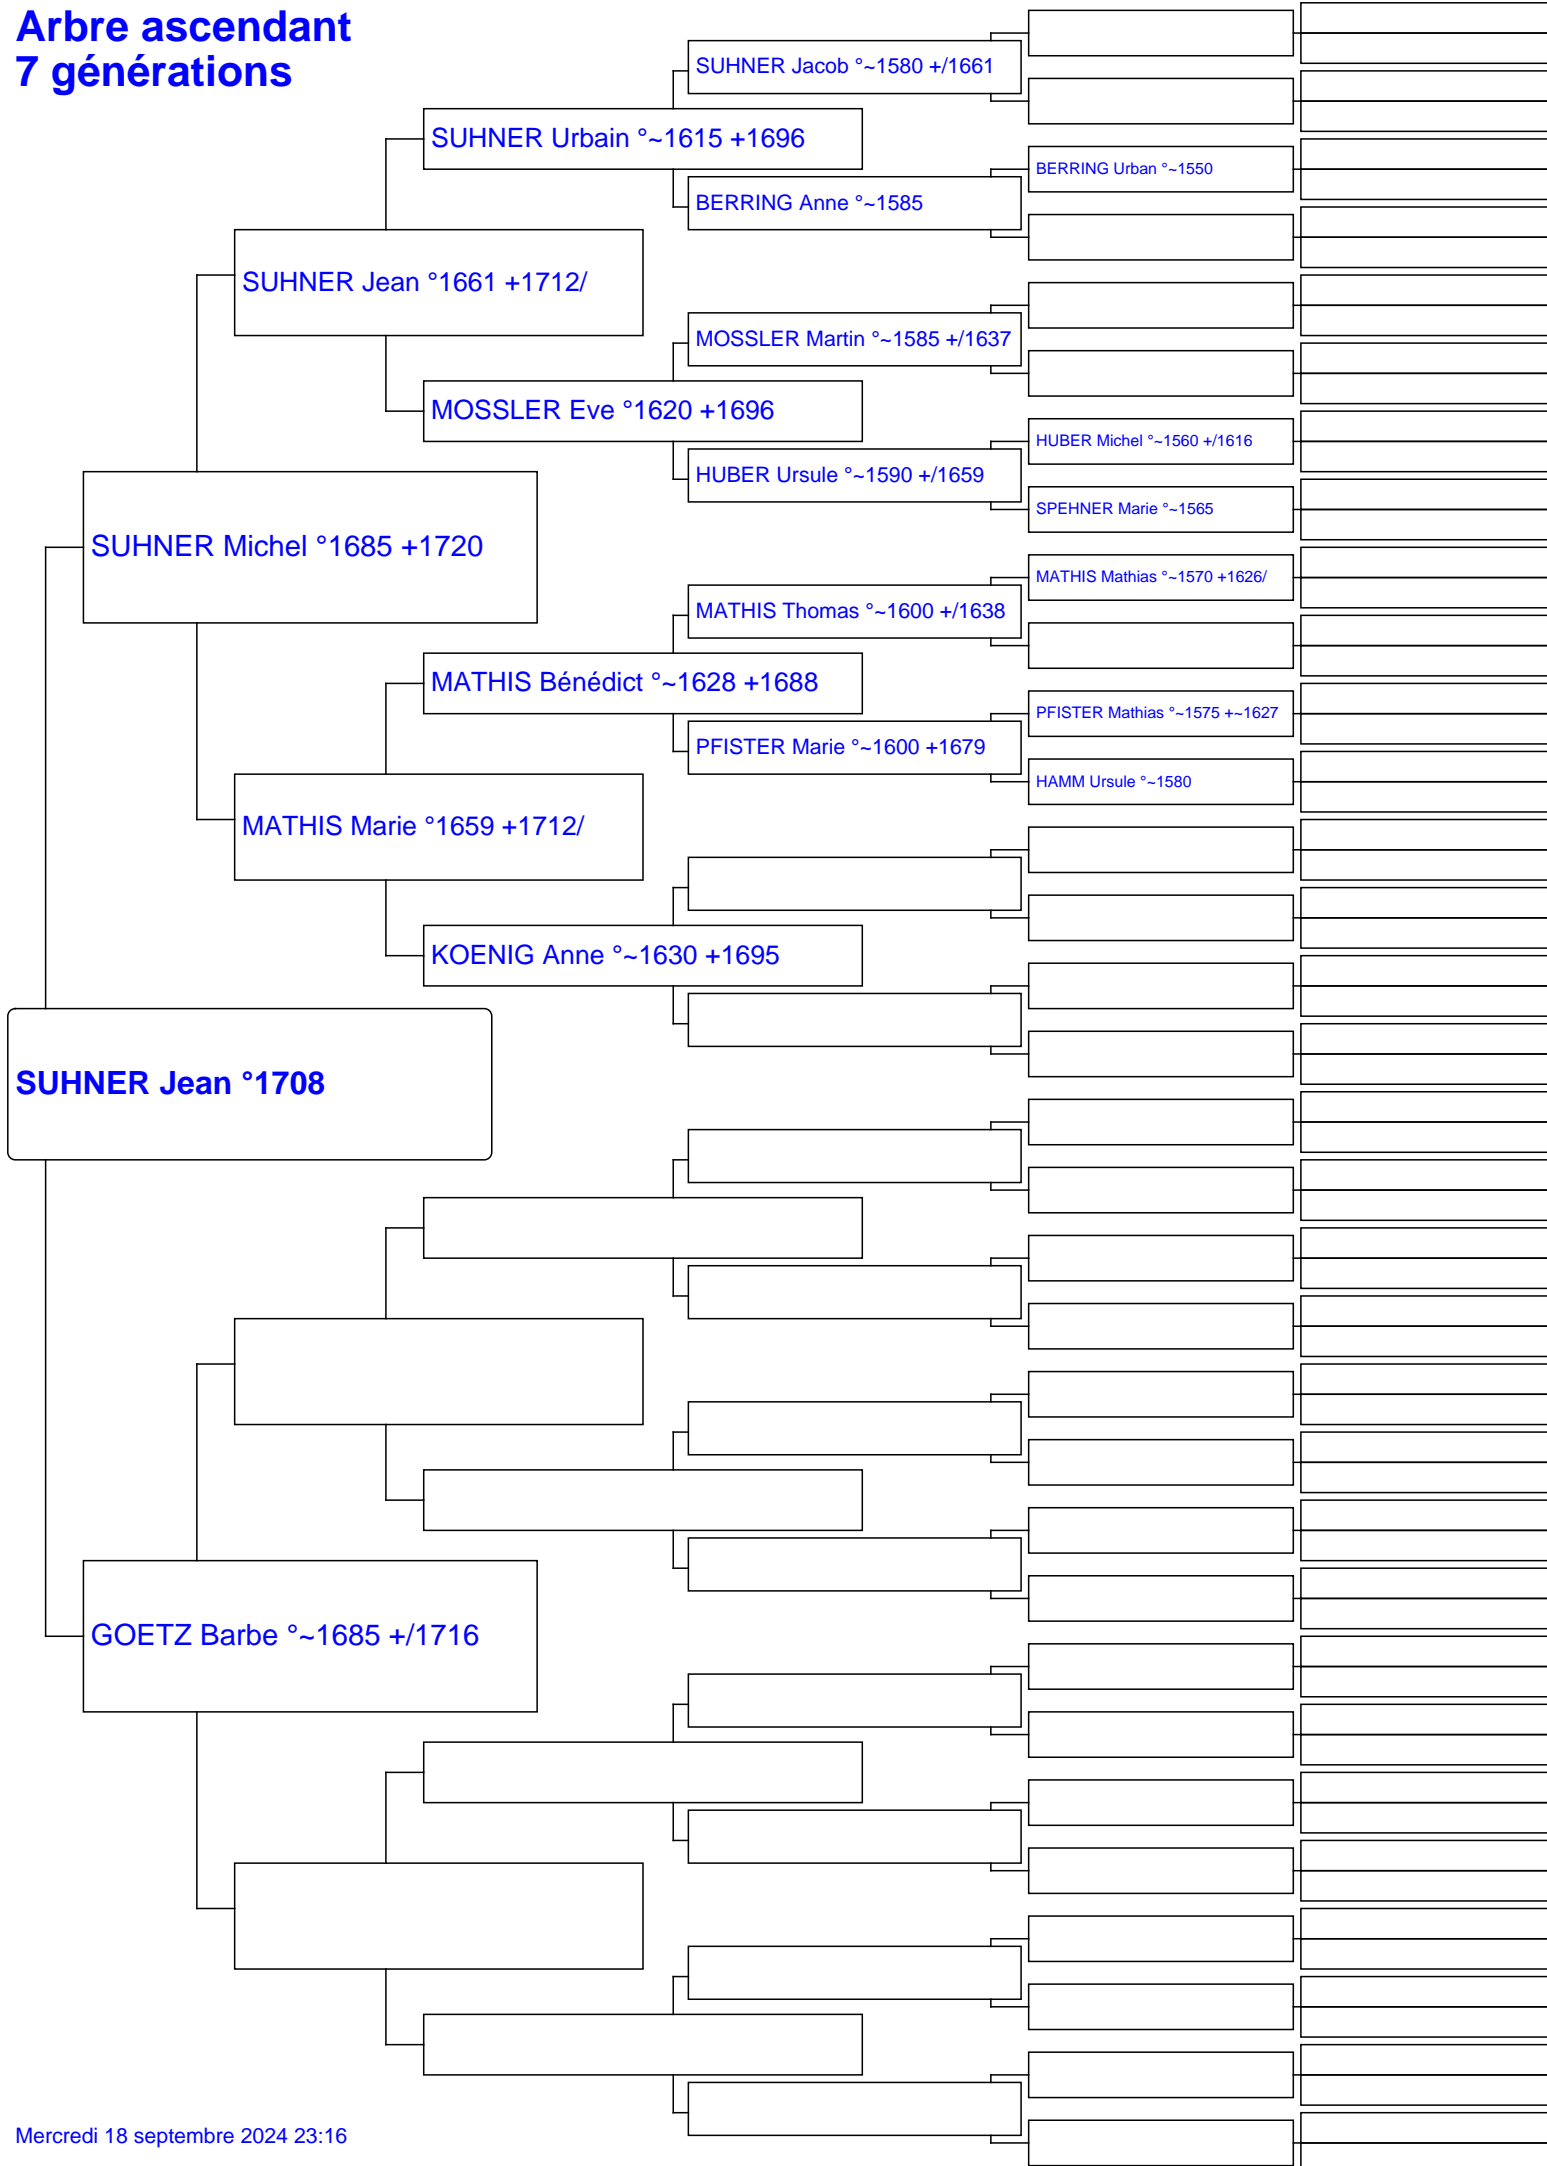 Arbre ascendant
7 générations
SUHNER Jacob °~1580 +/1661
SUHNER Urbain °~1615 +1696
BERRING Urban °~1550
BERRING Anne °~1585
SUHNER Jean °1661 +1712/
MOSSLER Martin °~1585 +/1637
MOSSLER Eve °1620 +1696
HUBER Michel °~1560 +/1616
HUBER Ursule °~1590 +/1659
SPEHNER Marie °~1565
SUHNER Michel °1685 +1720
MATHIS Mathias °~1570 +1626/
MATHIS Thomas °~1600 +/1638
MATHIS Bénédict °~1628 +1688
PFISTER Mathias °~1575 +~1627
PFISTER Marie °~1600 +1679
HAMM Ursule °~1580
MATHIS Marie °1659 +1712/
KOENIG Anne °~1630 +1695
SUHNER Jean °1708
GOETZ Barbe °~1685 +/1716
Mercredi 18 septembre 2024 23:16